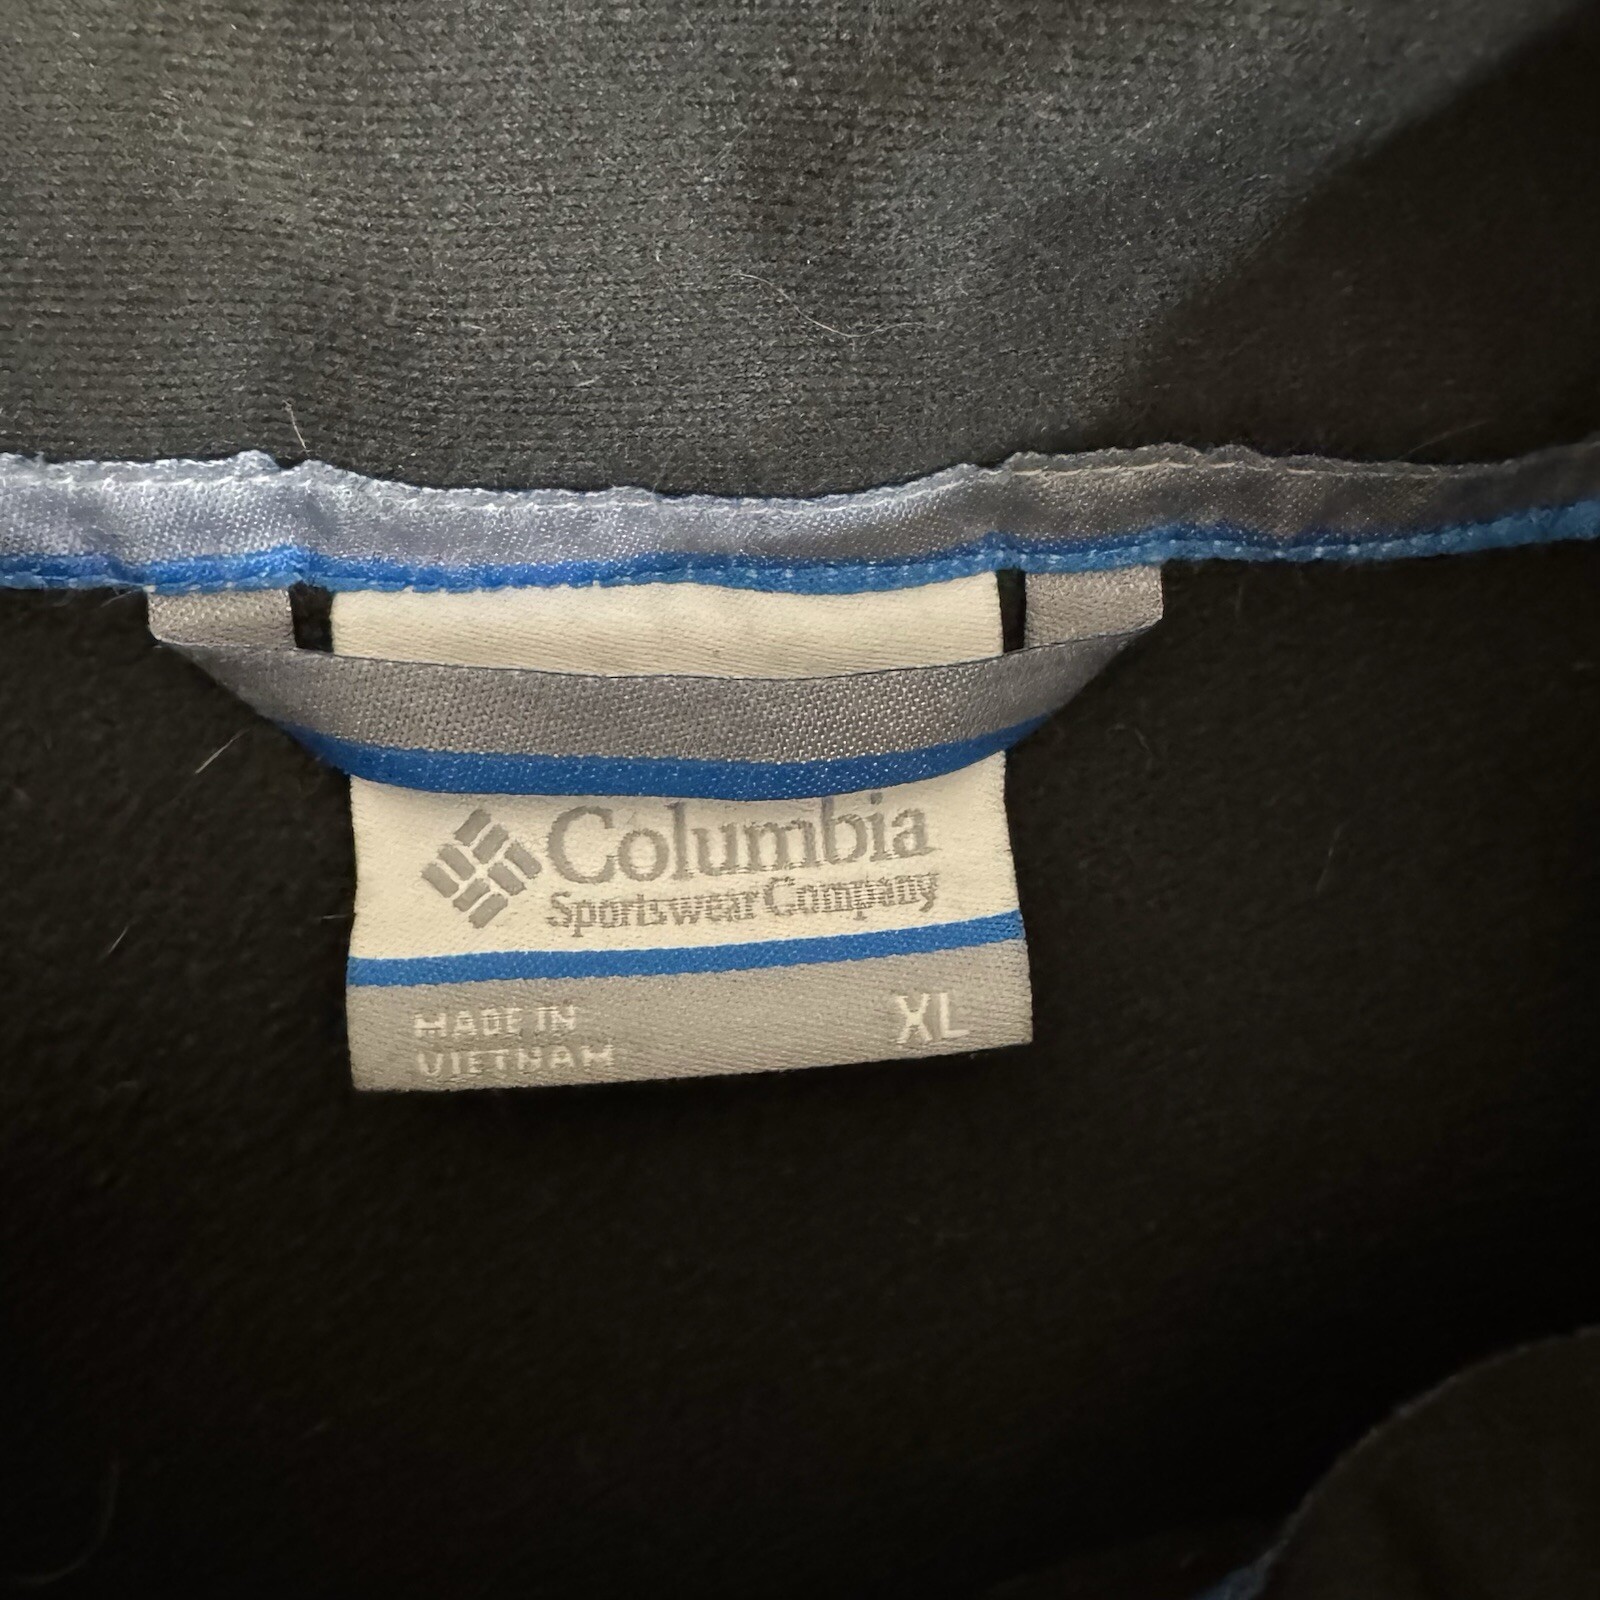 Columbia
Sportswear Company
MADE IN
VIETNAM
XL